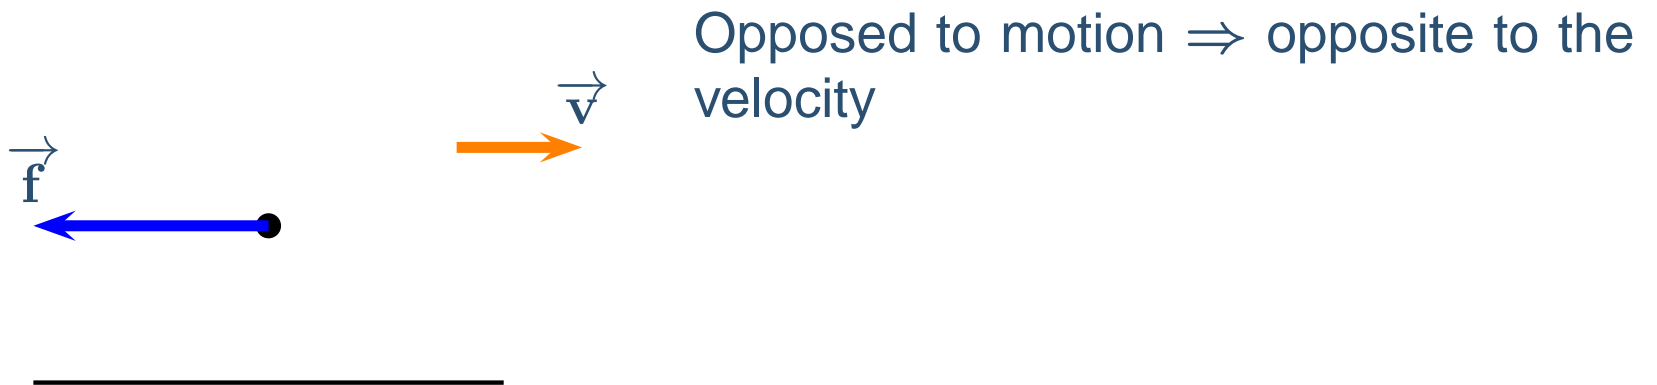 Opposed to motion ⇒ opposite to the
velocity
v
f